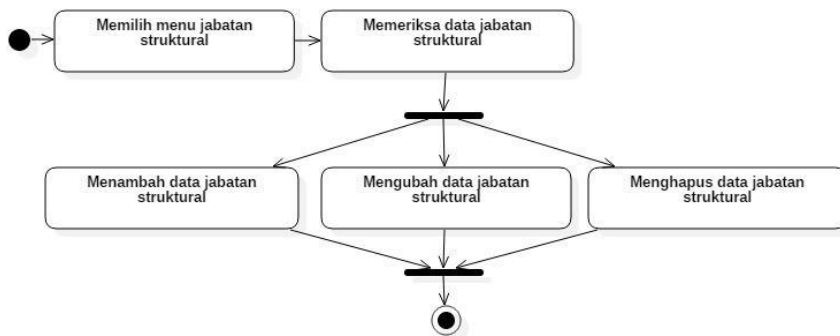 Memilih menu jabatan
struktural
Memeriksa data jabatan
struktural
Menambah data jabatan
struktural
Mengubah data jabatan
struktural
Menghapus data jabatan
struktural